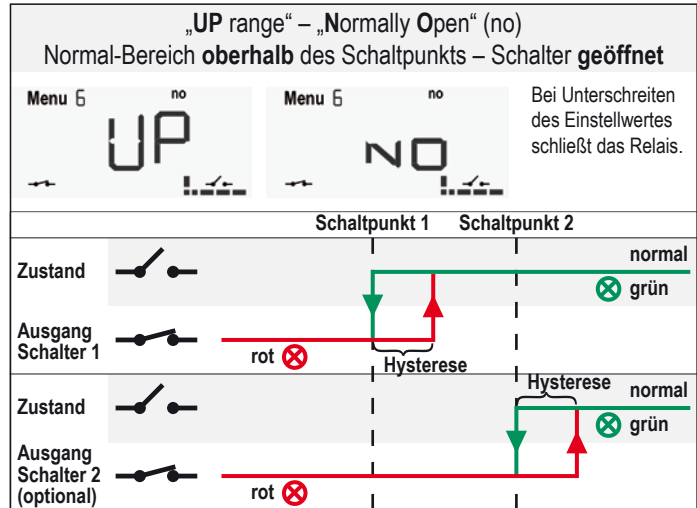 „UP range“ – „Normally Open“ (no)
Normal-Bereich oberhalb des Schaltpunkts – Schalter geöffnet
Menu 6 no
UP
Menu 6 no
NO
Bei Unterschreiten
des Einstellwertes
schließt das Relais.
Schaltpunkt 1 Schaltpunkt 2
Zustand
normal
grün
Ausgang
Schalter 1
rot
Hysterese
Zustand
Hysterese
normal
grün
Ausgang
Schalter 2
(optional)
rot